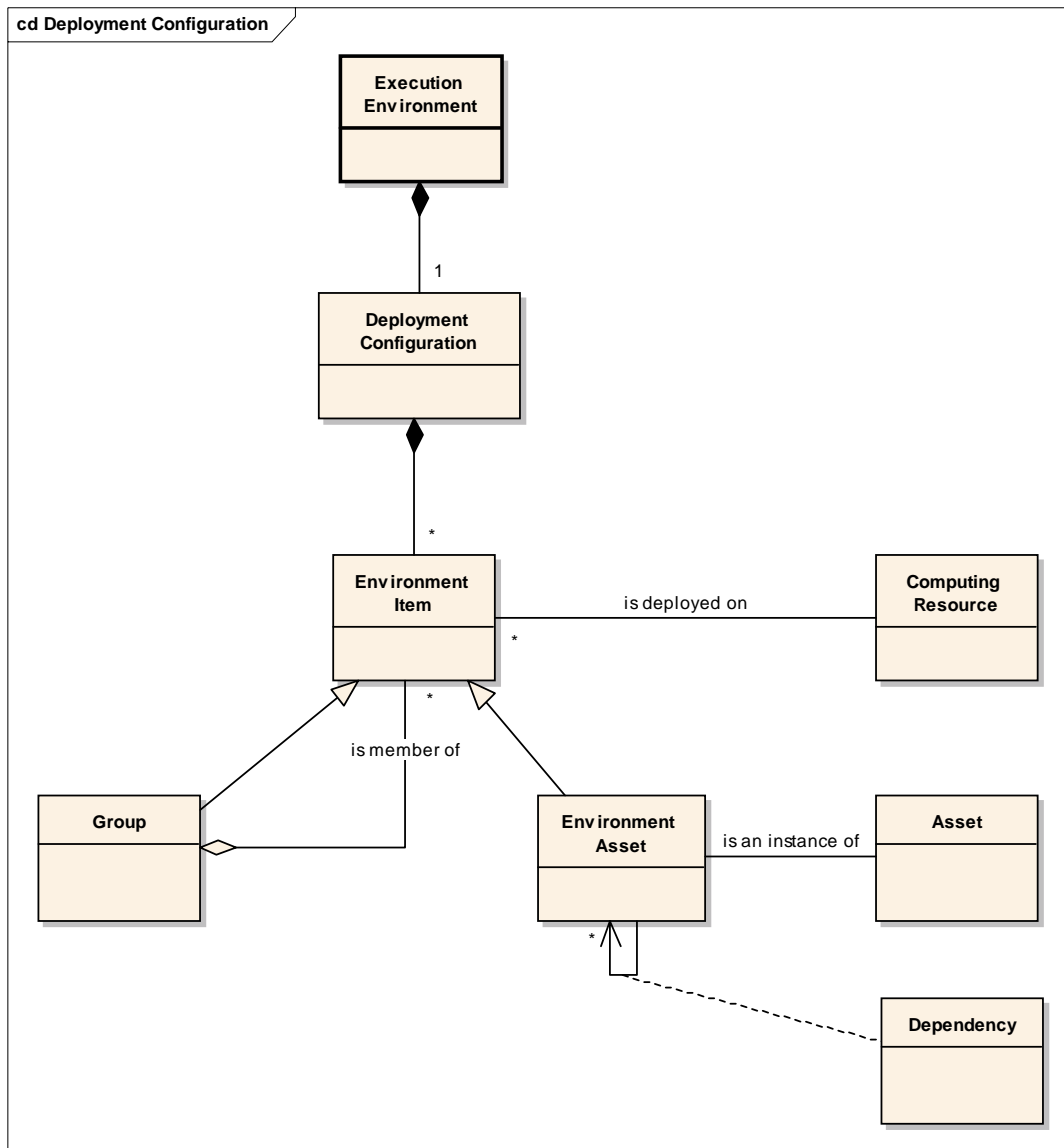 cd Deployment Configuration
Execution
Environment
1
Deployment
Configuration
*
Environment
Item
is deployed on
Computing
Resource
*
*
is member of
Group
Environment
Asset
is an instance of
Asset
*
Dependency